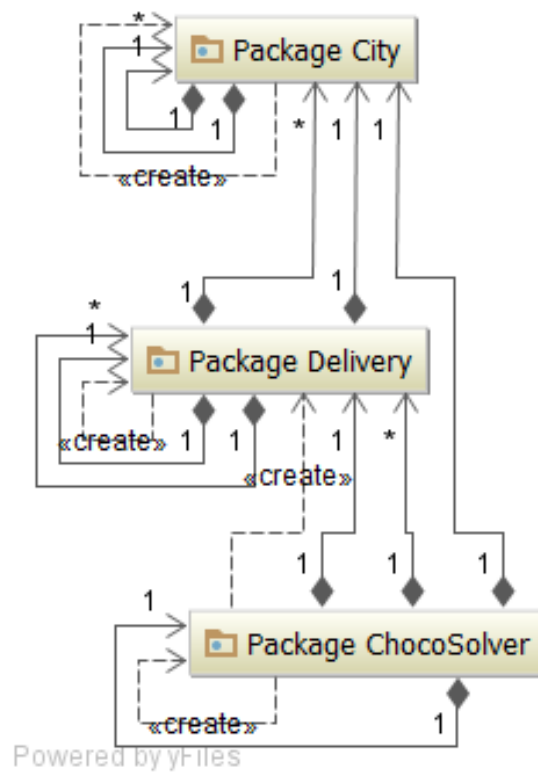 *
1
Package City
1
1
* 1 1
«create»
1
1
*
1
Package Delivery
«create» 1 1
1 *
«create»
1 1 1
1
Package ChocoSolver
«create»
1
Powered by yFiles